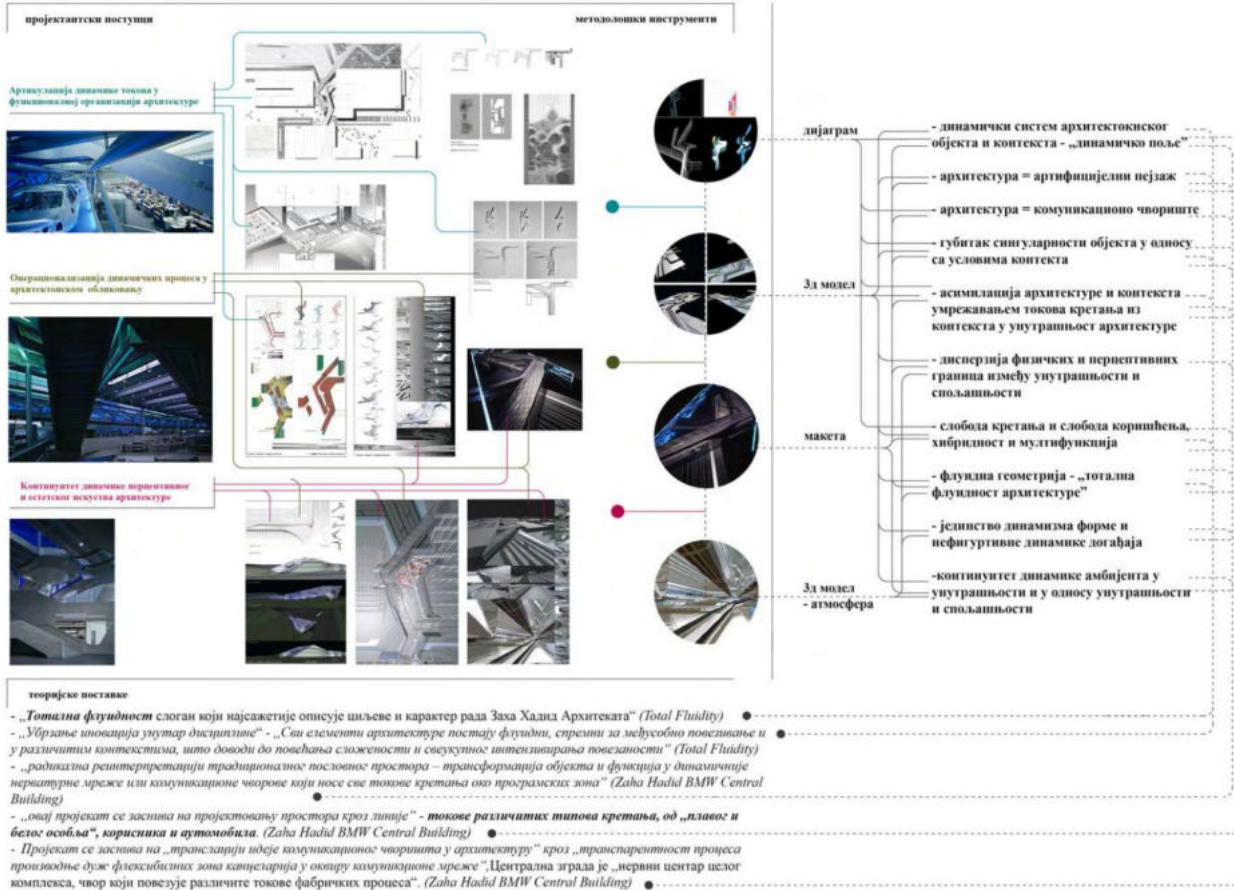 пројектантски поступци
методолошки инструменти
Артикулација динамике токова у
функционалној организацији архитектуре
Операционализација динамичких процеса у
архитектонском обликовању
Континуитет динамике перцептивног
и естетског искуства архитектуре
дијаграм
3д модел
макета
3д модел
- атмосфера
- динамички систем архитектокнског
објекта и контекста - „динамичко поље”
- архитектура = артифицијелни пејзаж
- архитектура = комуникационо чвориште
- губитак сингуларности објекта у односу
са условима контекста
- асимилација архитектуре и контекста
умрежавањем токова кретања из
контекста у унутрашњост архитектуре
- дисперзија физичких и перцептивних
граница између унутрашњости и
спољашњости
- слобода кретања и слобода коришћења,
хибридност и мултифункција
- флуидна геометрија - „тотална
флуидност архитектуре”
- јединство динамизма форме и
нефигуртивне динамике догађаја
-континуитет динамике амбијента у
унутрашњости и у односу унутрашњости
и спољашњости
теоријске поставке
- „Тотална флуидност слоган који најсажетије описује циљеве и карактер рада Заха Хадид Архитеката“ (Total Fluidity)
- „Убрзање иновација унутар дисциплине“ - „Сви елементи архитектуре постају флуидни, спремни за међусобно повезивање и
у различитим контекстима, што доводи до повећања сложености и свеукупног интензивирања повезаности“ (Total Fluidity)
- „радикална реинтерпретација традиционалног пословног простора – трансформација објекта и функција у динамичније
нерватурне мреже или комуникационе чворове који носе све токове кретања око програмских зона“ (Zaha Hadid BMW Central
Building)
- „овај пројекат се заснива на пројектовању простора кроз линије“ - токове различитих типова кретања, од „плавог и
белог особља“, корисника и аутомобила. (Zaha Hadid BMW Central Building)
- Пројекат се заснива на „транслацији идеје комуникационог чворишта у архитектуру“ кроз „транспарентност процеса
производње дуж флексибилних зона канцеларија у оквиру комуникационе мреже“,Централна зграда је „нервни центар целог
комплекса, чвор који повезује различите токове фабричких процеса“. (Zaha Hadid BMW Central Building)